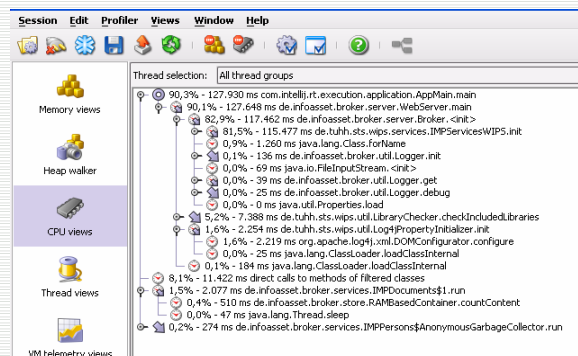 Session Edit Profiler Views Window Help
Thread selection: All thread groups
Memory views
Heap walker
CPU views
Thread views
VM telemetry views
90,3% - 127.930 ms com.intellij.rt.execution.application.AppMain.main
90,1% - 127.648 ms de.infoasset.broker.server.WebServer.main
82,9% - 117.462 ms de.infoasset.broker.server.Broker.<init>
81,5% - 115.477 ms de.tuhh.sts.wips.services.IMPServicesWIPS.init
0,9% - 1.260 ms java.lang.Class.forName
0,1% - 136 ms de.infoasset.broker.util.Logger.init
0,0% - 69 ms java.io.FileInputStream.<init>
0,0% - 39 ms de.infoasset.broker.util.Logger.get
0,0% - 25 ms de.infoasset.broker.util.Logger.debug
0,0% - 0 ms java.util.Properties.load
5,2% - 7.388 ms de.tuhh.sts.wips.util.LibraryChecker.checkIncludedLibraries
1,6% - 2.254 ms de.tuhh.sts.wips.util.Log4jPropertyInitializer.init
1,6% - 2.219 ms org.apache.log4j.xml.DOMConfigurator.configure
0,0% - 25 ms java.lang.ClassLoader.loadClassInternal
0,1% - 184 ms java.lang.ClassLoader.loadClassInternal
8,1% - 11.422 ms direct calls to methods of filtered classes
1,5% - 2.077 ms de.infoasset.broker.services.IMPDocuments$1.run
0,4% - 510 ms de.infoasset.broker.store.RAMBasedContainer.countContent
0,0% - 47 ms java.lang.Thread.sleep
0,2% - 274 ms de.infoasset.broker.services.IMPPersons$AnonymousGarbageCollector.run